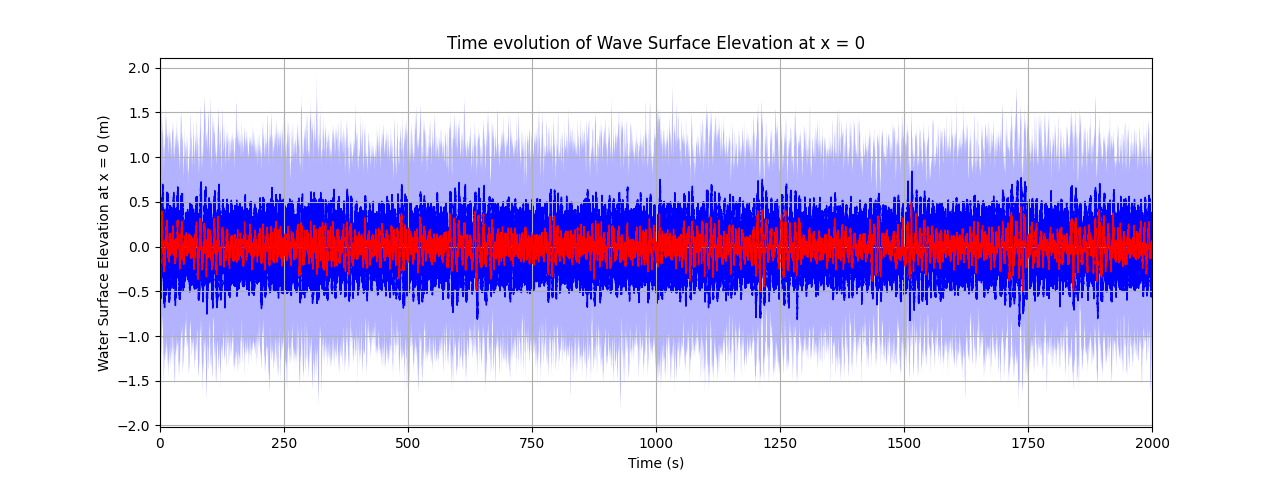 Time evolution of Wave Surface Elevation at x = 0
Water Surface Elevation at x = 0 (m)
2.0
1.5
1.0
0.5
0.0
−0.5
−1.0
−1.5
−2.0
0 250 500 750 1000 1250 1500 1750 2000
Time (s)